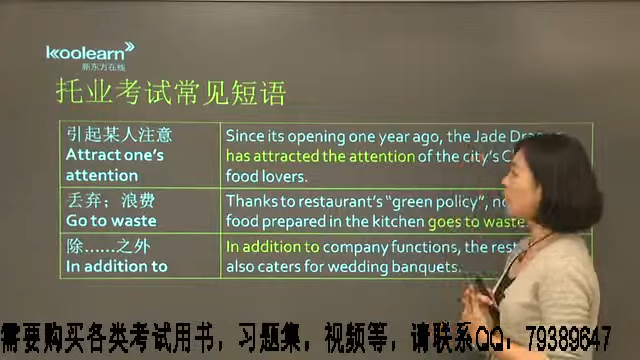 koolearn
新东方在线
托业考试常见短语
引起某人注意
Attract one's
attention
Since its opening one year ago, the Jade
has attracted the attention of the city's
food lovers.
丢弃；浪费
Go to waste
Thanks to restaurant's "green policy",
food prepared in the kitchen goes to waste
除……之外
In addition to
In addition to company functions, the
also caters for wedding banquets.
需要购买各类考试用书，习题集，视频等，请联系QQ：79389647